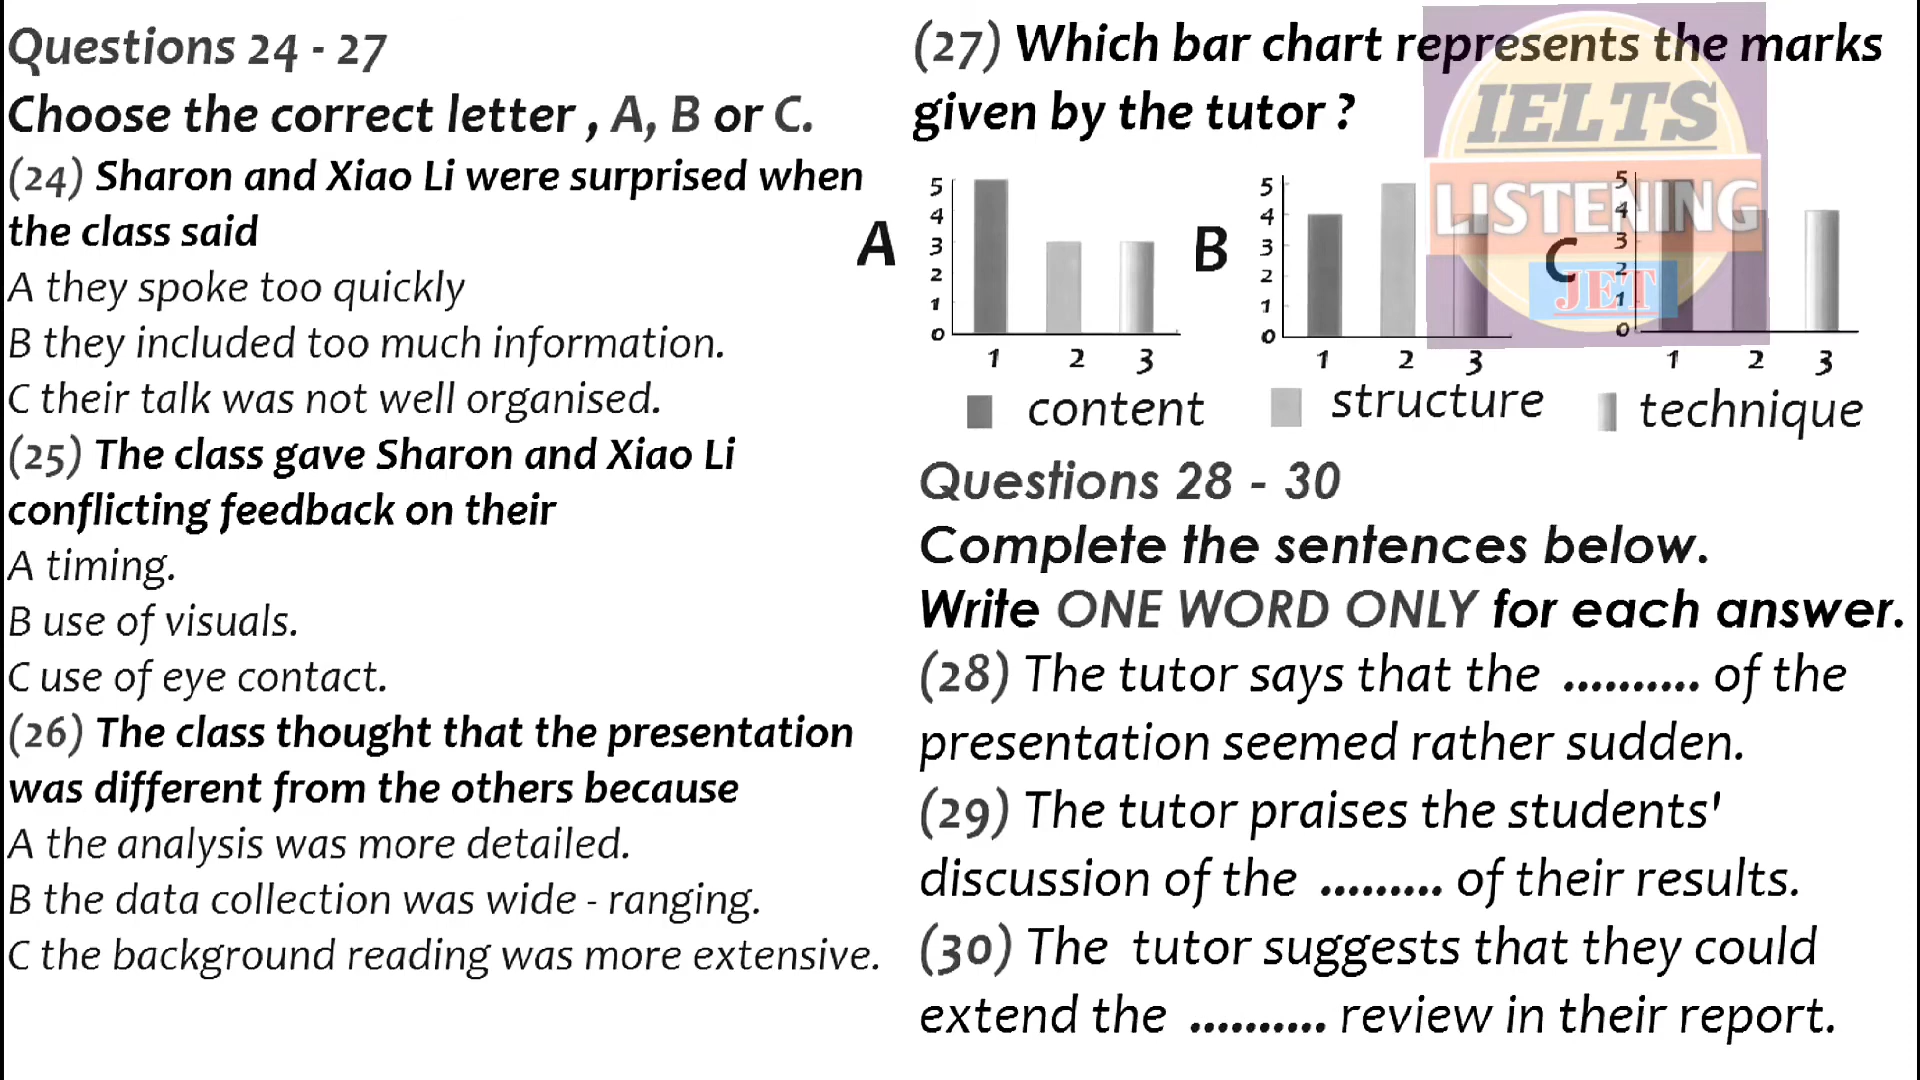 Questions 24 - 27
Choose the correct letter , A, B or C.
(24) Sharon and Xiao Li were surprised when
the class said
A they spoke too quickly
B they included too much information.
C their talk was not well organised.
(25) The class gave Sharon and Xiao Li
conflicting feedback on their
A timing.
B use of visuals.
C use of eye contact.
(26) The class thought that the presentation
was different from the others because
A the analysis was more detailed.
B the data collection was wide - ranging.
C the background reading was more extensive.
(27) Which bar chart represents the marks
given by the tutor ?
IELTS
LISTENING
JET
A
5
4
3
2
1
0
1 2 3
B
5
4
3
2
1
0
1 2 3
C
5
4
3
2
1
0
1 2 3
content structure technique
Questions 28 - 30
Complete the sentences below.
Write ONE WORD ONLY for each answer.
(28) The tutor says that the .......... of the
presentation seemed rather sudden.
(29) The tutor praises the students'
discussion of the ......... of their results.
(30) The tutor suggests that they could
extend the .......... review in their report.